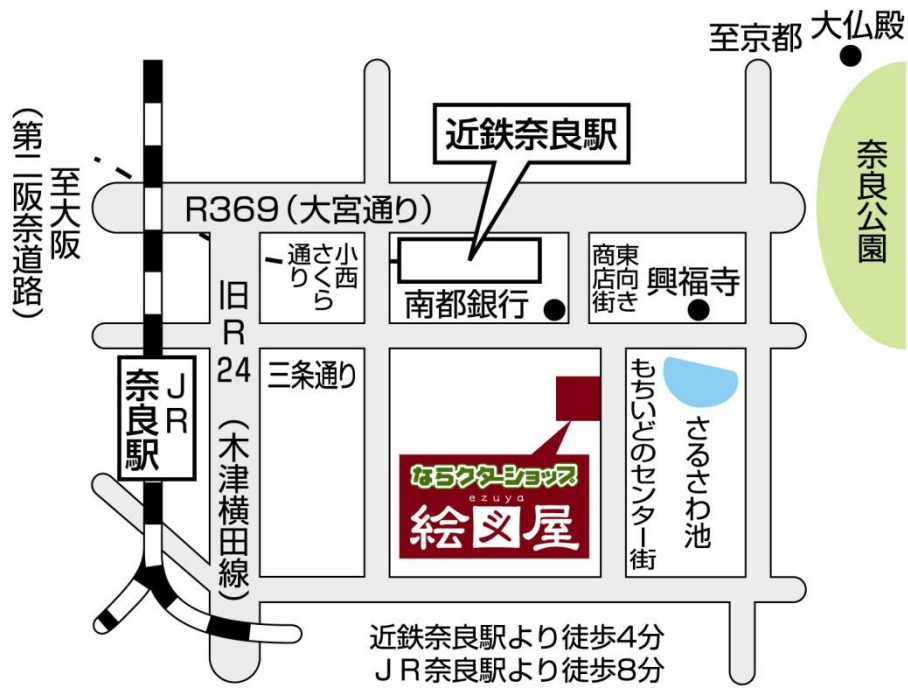 至京都
大仏殿
近鉄奈良駅
奈良公園
至大阪
（第二阪奈道路）
R369（大宮通り）
小西
さくら
通り
東向き
商店街
興福寺
南都銀行
旧R24（木津横田線）
三条通り
JR
奈良駅
もちいどのセンター街
さるさわ池
ならクターショップ
ezuya
絵図屋
近鉄奈良駅より徒歩4分
JR奈良駅より徒歩8分